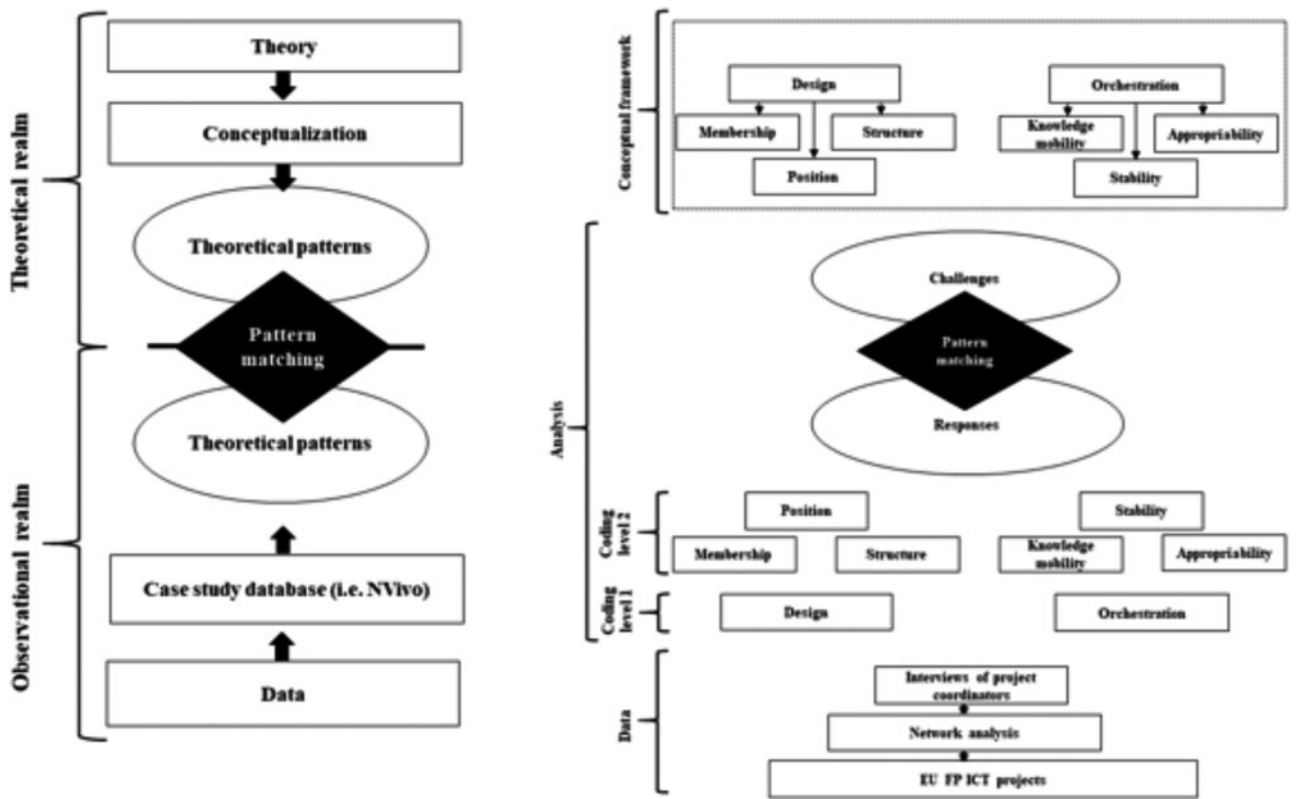 Theoretical realm
Theory
Conceptualization
Theoretical patterns
Pattern
matching
Theoretical patterns
Observational realm
Case study database (i.e. NVivo)
Data
Conceptual framework
Design
Orchestration
Membership
Structure
Knowledge
mobility
Appropriability
Position
Stability
Analysis
Challenges
Pattern
matching
Responses
Coding
level 2
Position
Stability
Membership
Structure
Knowledge
mobility
Appropriability
Coding
level 1
Design
Orchestration
Data
Interviews of project
coordinators
Network analysis
EU FP ICT projects